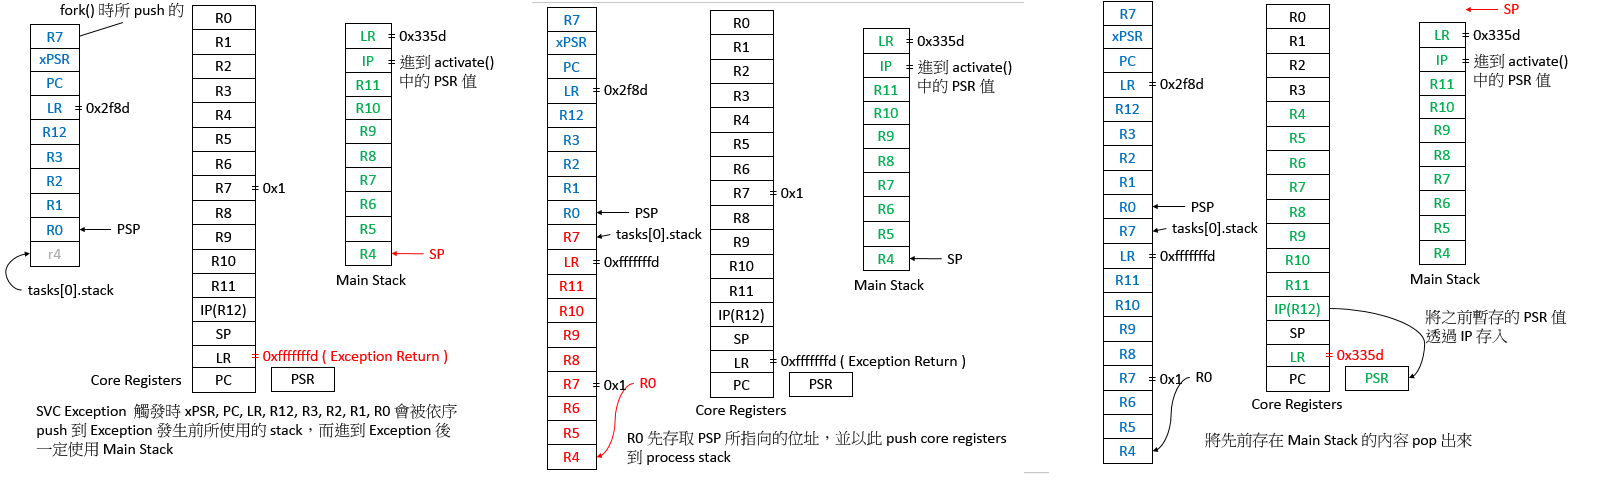 fork() 時所 push 的
R7
xPSR
PC
LR = 0x2f8d
R12
R3
R2
R1
R0
PSP
r4
tasks[0].stack
R0
R1
R2
R3
R4
R5
R6
R7 = 0x1
R8
R9
R10
R11
IP(R12)
SP
LR = 0xfffffffd ( Exception Return )
Core Registers
PC
PSR
LR = 0x335d
IP = 進到 activate()
中的 PSR 值
R11
R10
R9
R8
R7
R6
R5
R4
SP
Main Stack
SVC Exception 觸發時 xPSR, PC, LR, R12, R3, R2, R1, R0 會被依序
push 到 Exception 發生前所使用的 stack，而進到 Exception 後
一定使用 Main Stack
R7
xPSR
PC
LR = 0x2f8d
R12
R3
R2
R1
R0
PSP
R7
tasks[0].stack
LR = 0xfffffffd
R11
R10
R9
R8
R7 = 0x1
R0
R6
R5
R4
R0
R1
R2
R3
R4
R5
R6
R7 = 0x1
R8
R9
R10
R11
IP(R12)
SP
LR = 0xfffffffd ( Exception Return )
PC
PSR
Core Registers
LR = 0x335d
IP = 進到 activate()
中的 PSR 值
R11
R10
R9
R8
R7
R6
R5
R4
SP
Main Stack
R0 先存取 PSP 所指向的位址，並以此 push core registers
到 process stack
R7
xPSR
PC
LR = 0x2f8d
R12
R3
R2
R1
R0
PSP
R7
tasks[0].stack
LR = 0xfffffffd
R11
R10
R9
R8
R7 = 0x1
R0
R6
R5
R4
R0
R1
R2
R3
R4
R5
R6
R7
R8
R9
R10
R11
IP(R12)
SP
LR = 0x335d
PC
PSR
Core Registers
SP
LR = 0x335d
IP = 進到 activate()
中的 PSR 值
R11
R10
R9
R8
R7
R6
R5
R4
Main Stack
將之前暫存的 PSR 值
透過 IP 存入
將先前存在 Main Stack 的內容 pop 出來